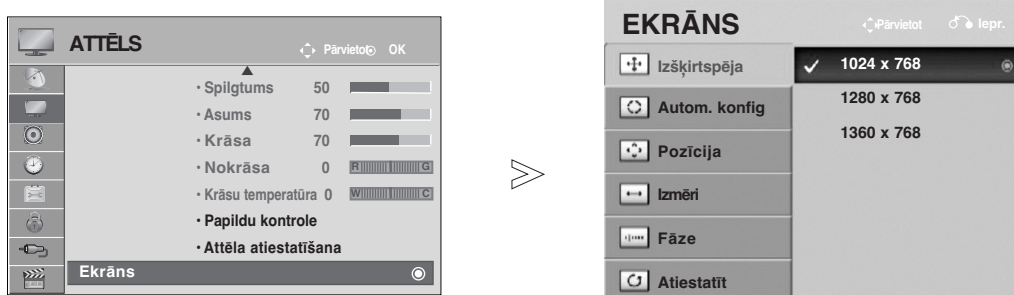 ATTĒLS
Pārvietot OK
· Spilgtums 50
· Asums 70
· Krāsa 70
· Nokrāsa 0 R G
· Krāsu temperatūra 0 W C
· Papildu kontrole
· Attēla atiestatīšana
Ekrāns
EKRĀNS
Pārvietot Iepr.
Izšķirtspēja
Autom. konfig
Pozīcija
Izmēri
Fāze
Atiestatīt
1024 x 768
1280 x 768
1360 x 768